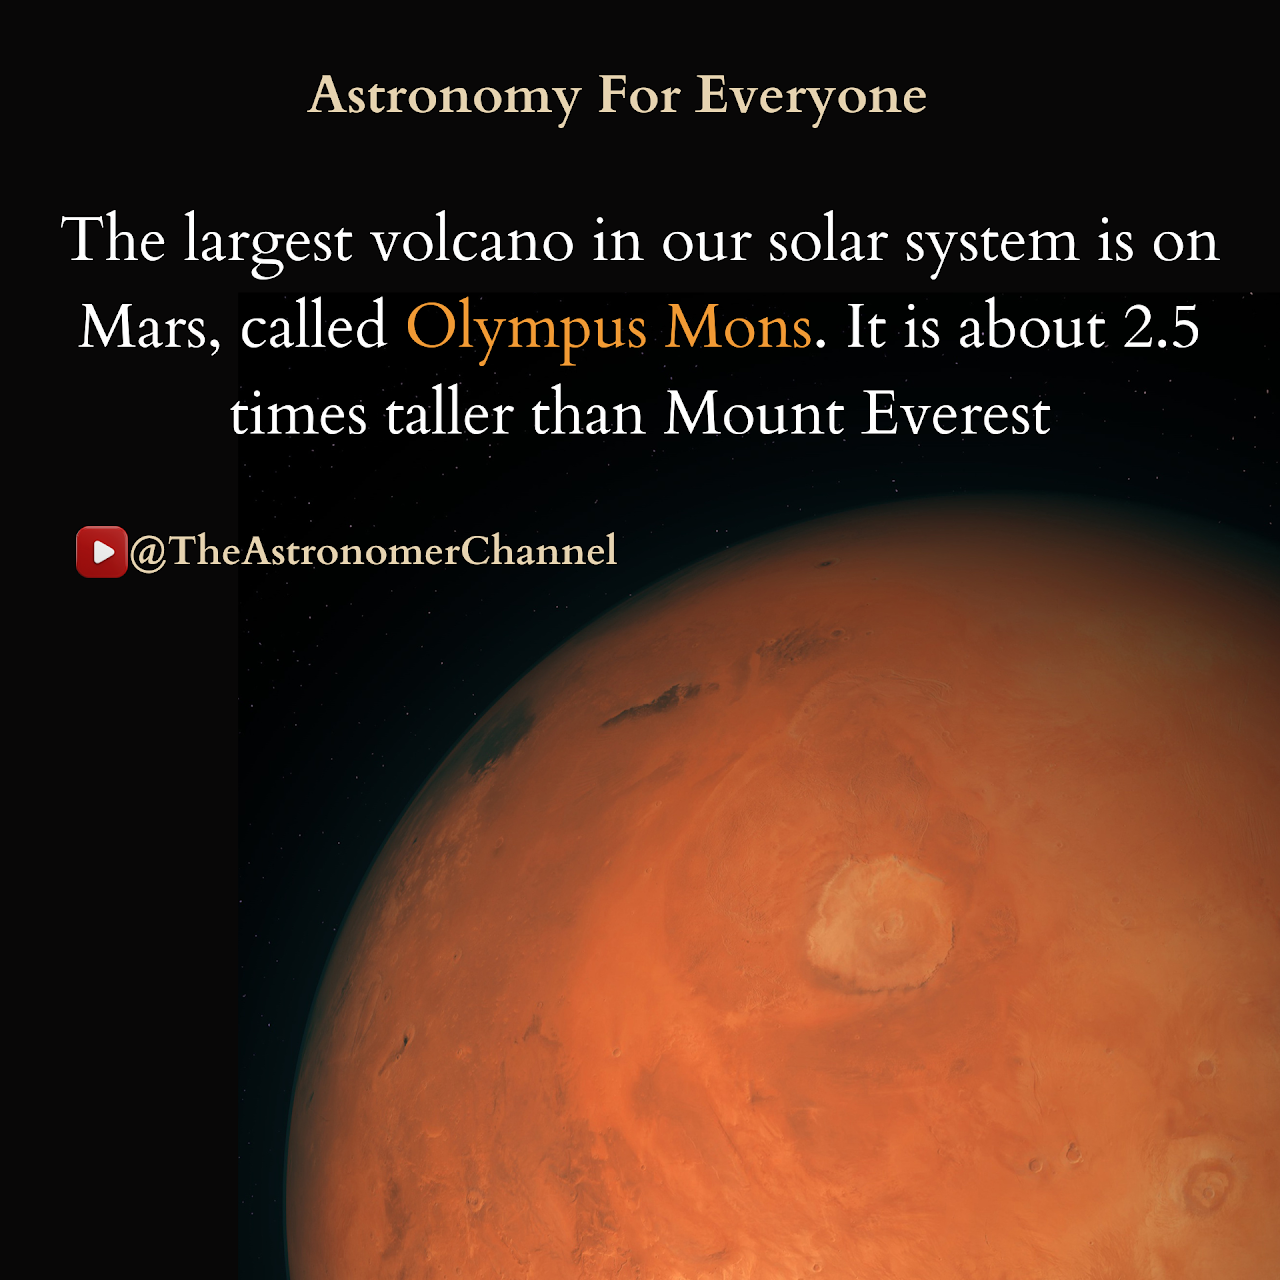 Astronomy For Everyone
The largest volcano in our solar system is on
Mars, called Olympus Mons. It is about 2.5
times taller than Mount Everest
@TheAstronomerChannel